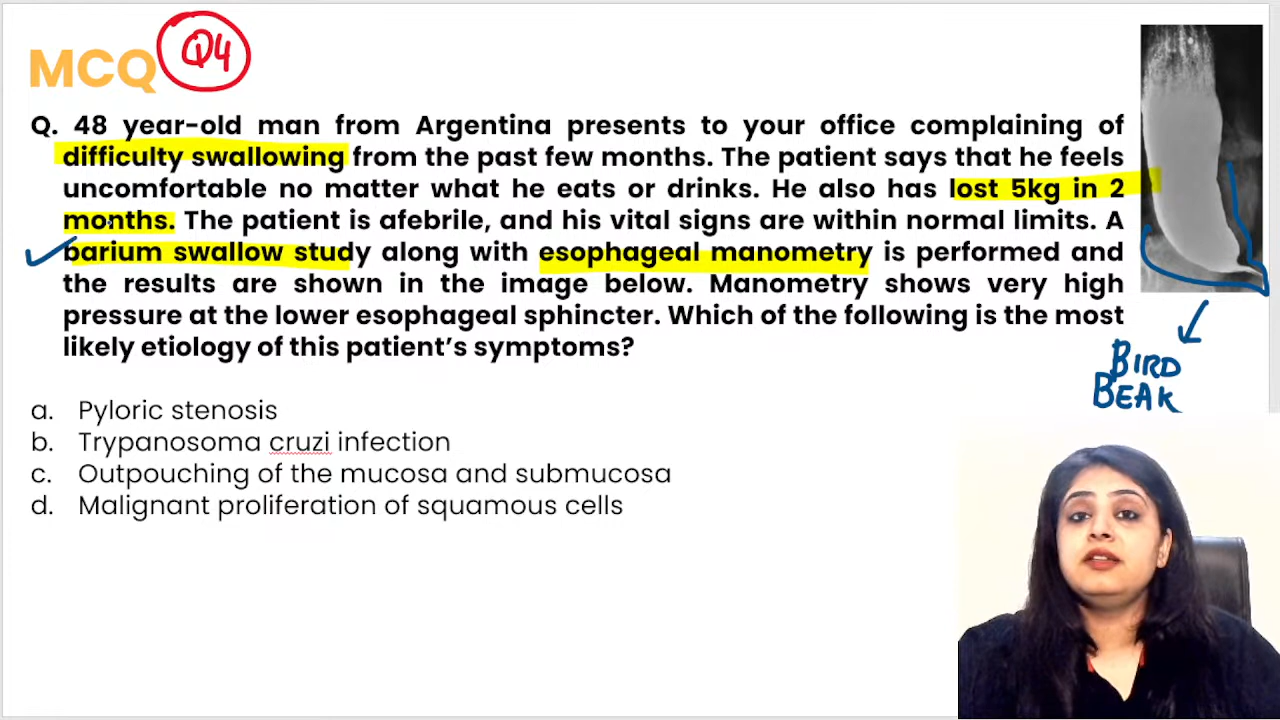 MCQ Q4
Q. 48 year-old man from Argentina presents to your office complaining of
difficulty swallowing from the past few months. The patient says that he feels
uncomfortable no matter what he eats or drinks. He also has lost 5kg in 2
months. The patient is afebrile, and his vital signs are within normal limits. A
barium swallow study along with esophageal manometry is performed and
the results are shown in the image below. Manometry shows very high
pressure at the lower esophageal sphincter. Which of the following is the most
likely etiology of this patient’s symptoms?
BIRD
BEAK
a. Pyloric stenosis
b. Trypanosoma cruzi infection
c. Outpouching of the mucosa and submucosa
d. Malignant proliferation of squamous cells